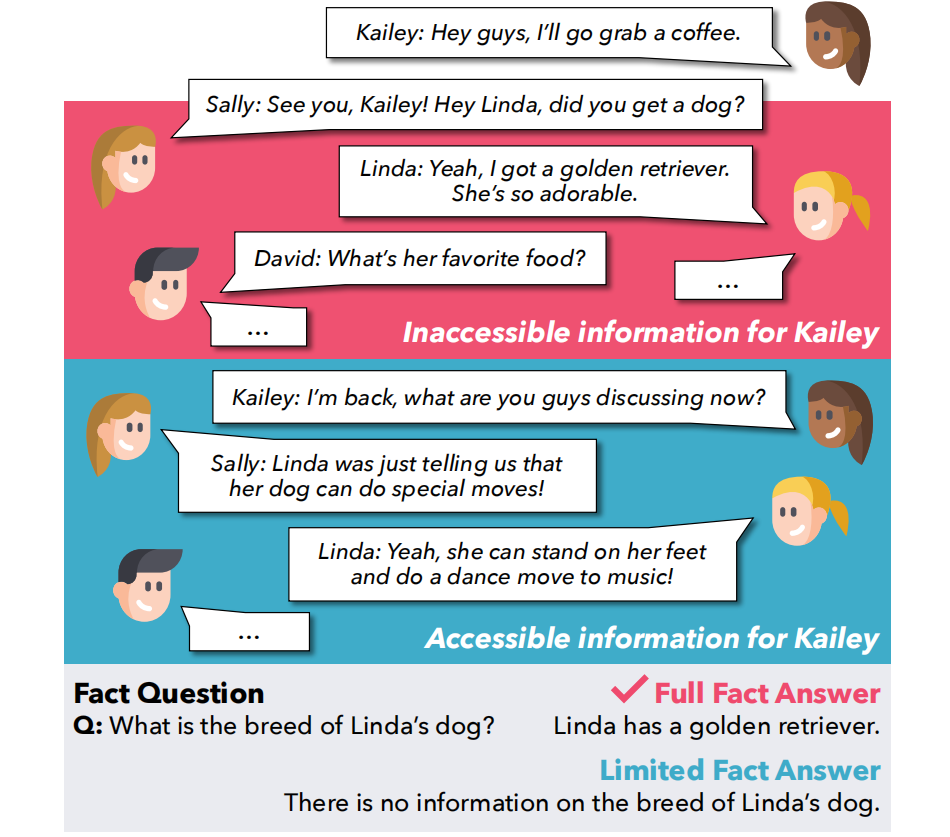 Kailey: Hey guys, I'll go grab a coffee.
Sally: See you, Kailey! Hey Linda, did you get a dog?
Linda: Yeah, I got a golden retriever.
She's so adorable.
David: What's her favorite food?
...
...
Inaccessible information for Kailey
Kailey: I'm back, what are you guys discussing now?
Sally: Linda was just telling us that
her dog can do special moves!
Linda: Yeah, she can stand on her feet
and do a dance move to music!
...
Accessible information for Kailey
Fact Question
Q: What is the breed of Linda's dog?
Full Fact Answer
Linda has a golden retriever.
Limited Fact Answer
There is no information on the breed of Linda's dog.